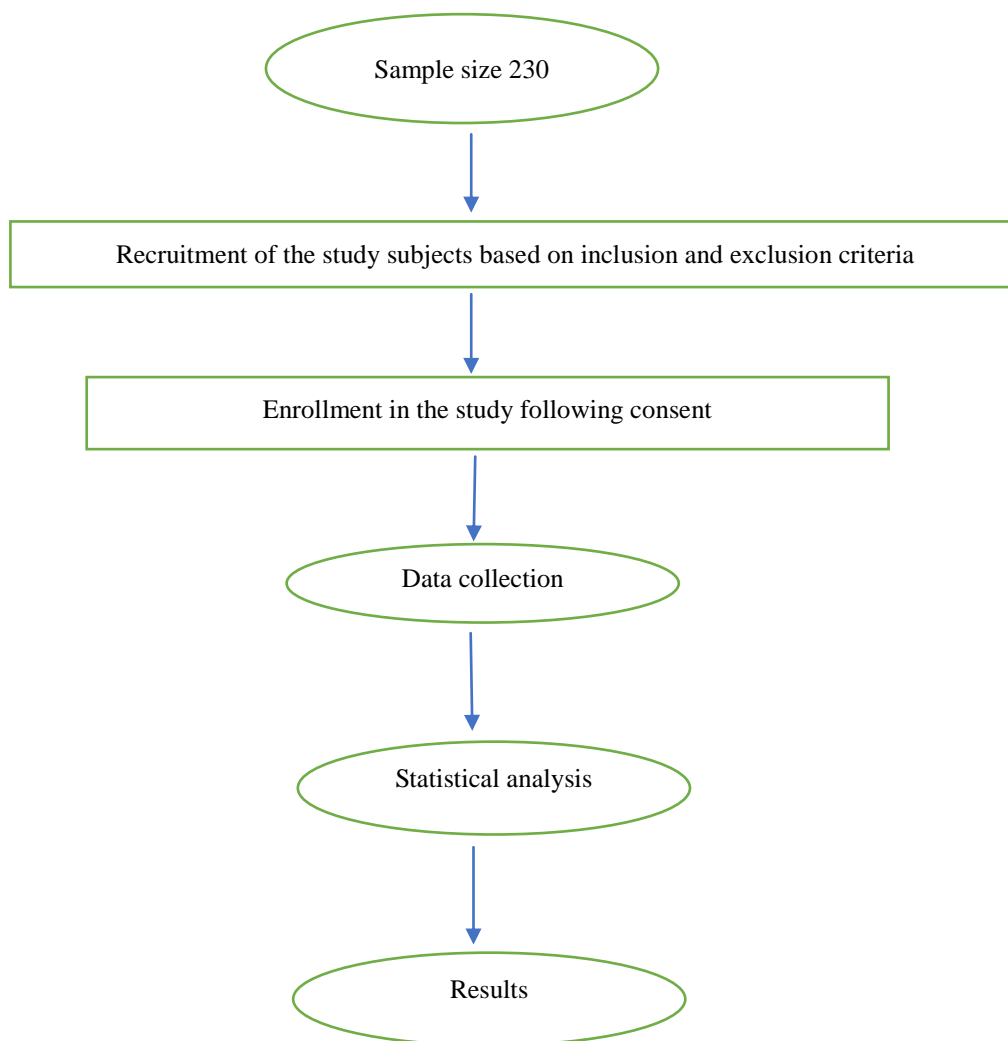 Sample size 230
Recruitment of the study subjects based on inclusion and exclusion criteria
Enrollment in the study following consent
Data collection
Statistical analysis
Results